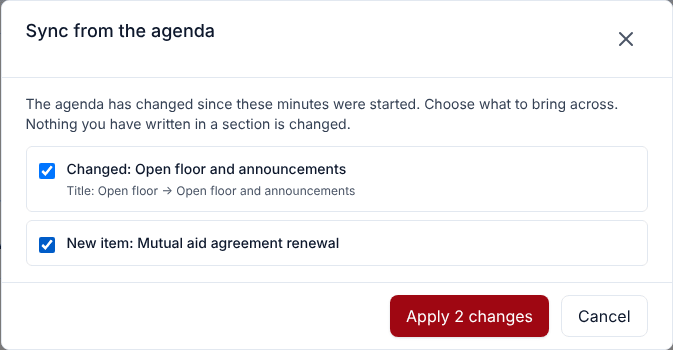 Sync from the agenda
The agenda has changed since these minutes were started. Choose what to bring across.
Nothing you have written in a section is changed.
Changed: Open floor and announcements
Title: Open floor → Open floor and announcements
New item: Mutual aid agreement renewal
Apply 2 changes
Cancel